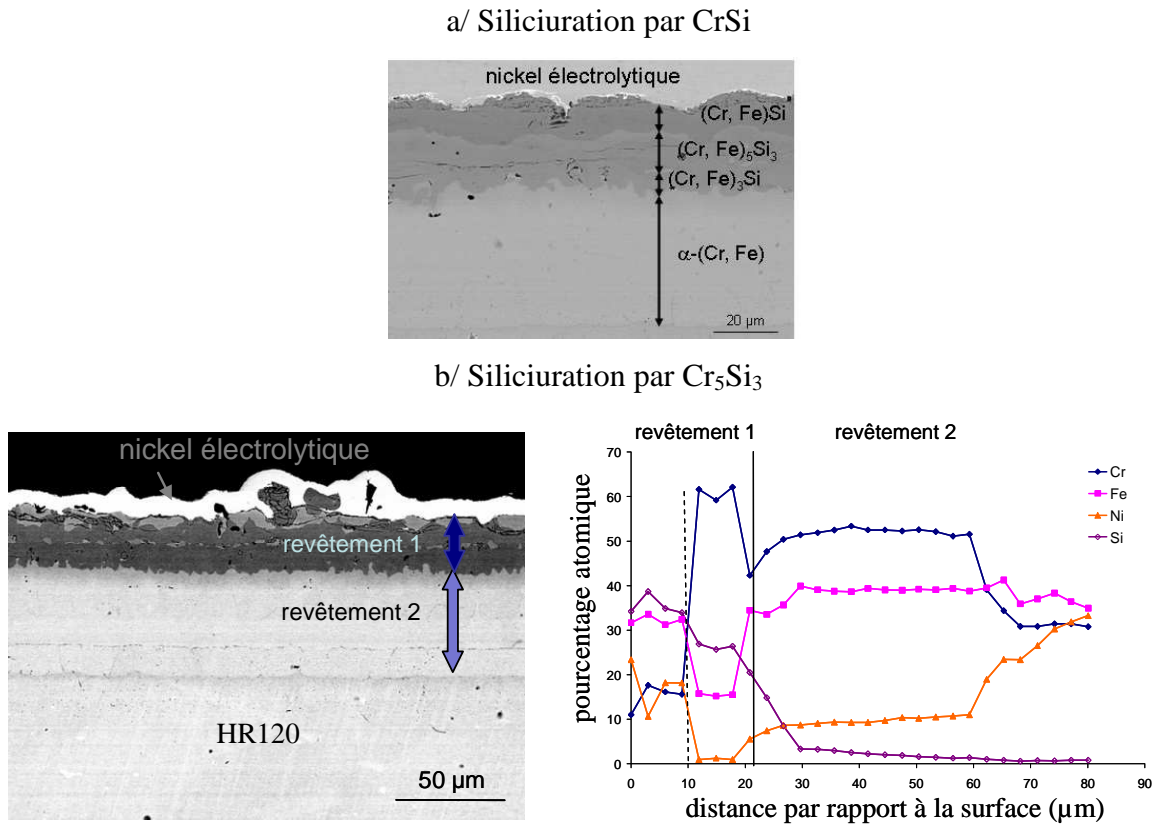 a/ Siliciuration par CrSi
nickel électrolytique
(Cr, Fe)Si
(Cr, Fe)₅Si₃
(Cr, Fe)₃Si
α-(Cr, Fe)
20 µm
b/ Siliciuration par Cr₅Si₃
nickel électrolytique
revêtement 1
revêtement 2
HR120
50 µm
revêtement 1
revêtement 2
Cr
Fe
Ni
Si
pourcentage atomique
70
60
50
40
30
20
10
0
0 10 20 30 40 50 60 70 80 90
distance par rapport à la surface (µm)